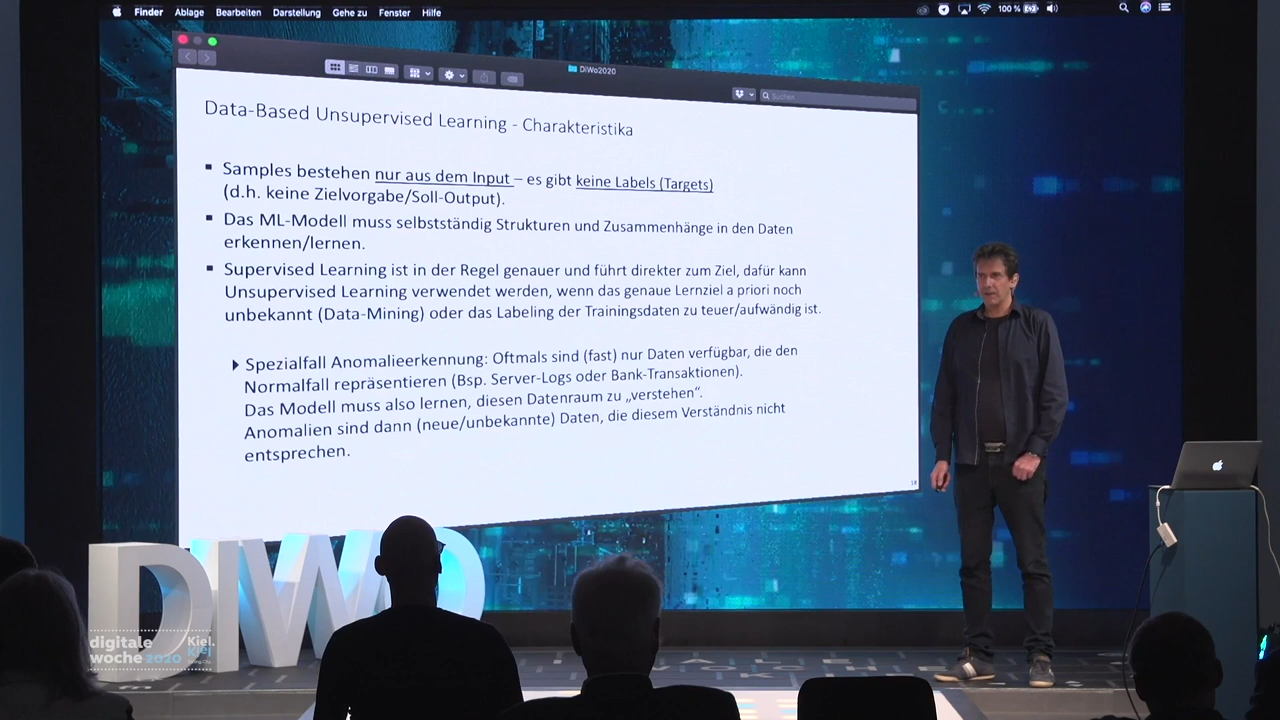 Finder Ablage Bearbeiten Darstellung Gehe zu Fenster Hilfe 100 %
DiWo2020
Suchen
Data-Based Unsupervised Learning - Charakteristika
▪ Samples bestehen nur aus dem Input – es gibt keine Labels (Targets)
(d.h. keine Zielvorgabe/Soll-Output).
▪ Das ML-Modell muss selbstständig Strukturen und Zusammenhänge in den Daten
erkennen/lernen.
▪ Supervised Learning ist in der Regel genauer und führt direkter zum Ziel, dafür kann
Unsupervised Learning verwendet werden, wenn das genaue Lernziel a priori noch
unbekannt (Data-Mining) oder das Labeling der Trainingsdaten zu teuer/aufwändig ist.
Spezialfall Anomalieerkennung: Oftmals sind (fast) nur Daten verfügbar, die den
Normalfall repräsentieren (Bsp. Server-Logs oder Bank-Transaktionen).
Das Modell muss also lernen, diesen Datenraum zu „verstehen“.
Anomalien sind dann (neue/unbekannte) Daten, die diesem Verständnis nicht
entsprechen.
18
DiWO
digitale
woche 2020
Kiel.